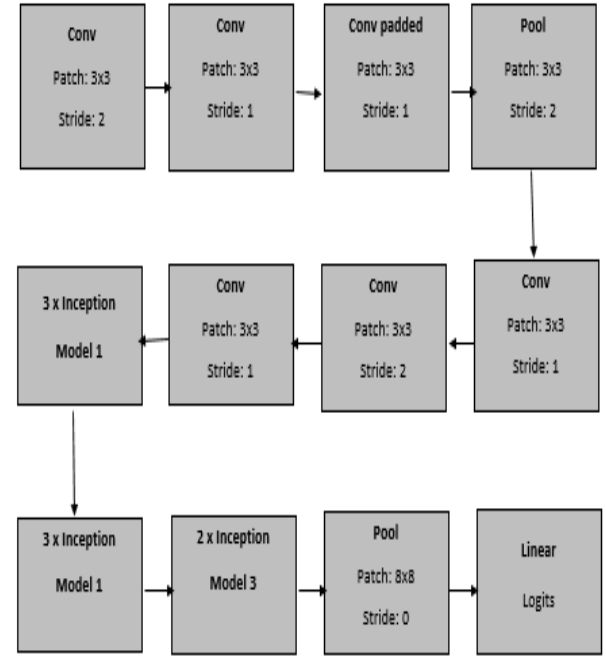 Conv
Patch: 3x3
Stride: 2
Conv
Patch: 3x3
Stride: 1
Conv padded
Patch: 3x3
Stride: 1
Pool
Patch: 3x3
Stride: 2
Conv
Patch: 3x3
Stride: 1
Conv
Patch: 3x3
Stride: 2
Conv
Patch: 3x3
Stride: 1
3 x Inception
Model 1
3 x Inception
Model 1
2 x Inception
Model 3
Pool
Patch: 8x8
Stride: 0
Linear
Logits